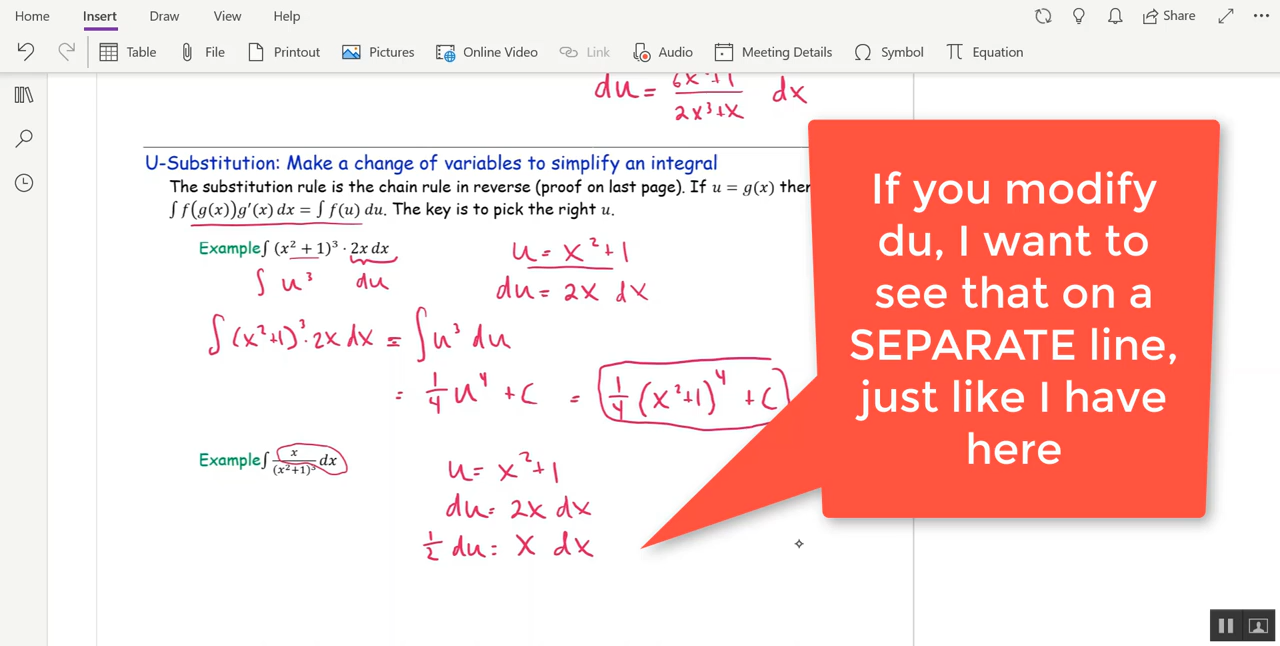 Home Insert Draw View Help Share
Table File Printout Pictures Online Video Link Audio Meeting Details Symbol Equation
du = 6x²+1 / 2x³+x dx
U-Substitution: Make a change of variables to simplify an integral
The substitution rule is the chain rule in reverse (proof on last page). If u = g(x) then
∫ f(g(x))g′(x) dx = ∫ f(u) du. The key is to pick the right u.
Example ∫ (x² + 1)³ · 2x dx
∫ u³ du
u = x²+1
du = 2x dx
∫ (x²+1)³ · 2x dx = ∫ u³ du
= 1/4 u⁴ + C = 1/4 (x²+1)⁴ + C
Example ∫ x/(x²+1)³ dx
u = x²+1
du = 2x dx
1/2 du = x dx
If you modify
du, I want to
see that on a
SEPARATE line,
just like I have
here